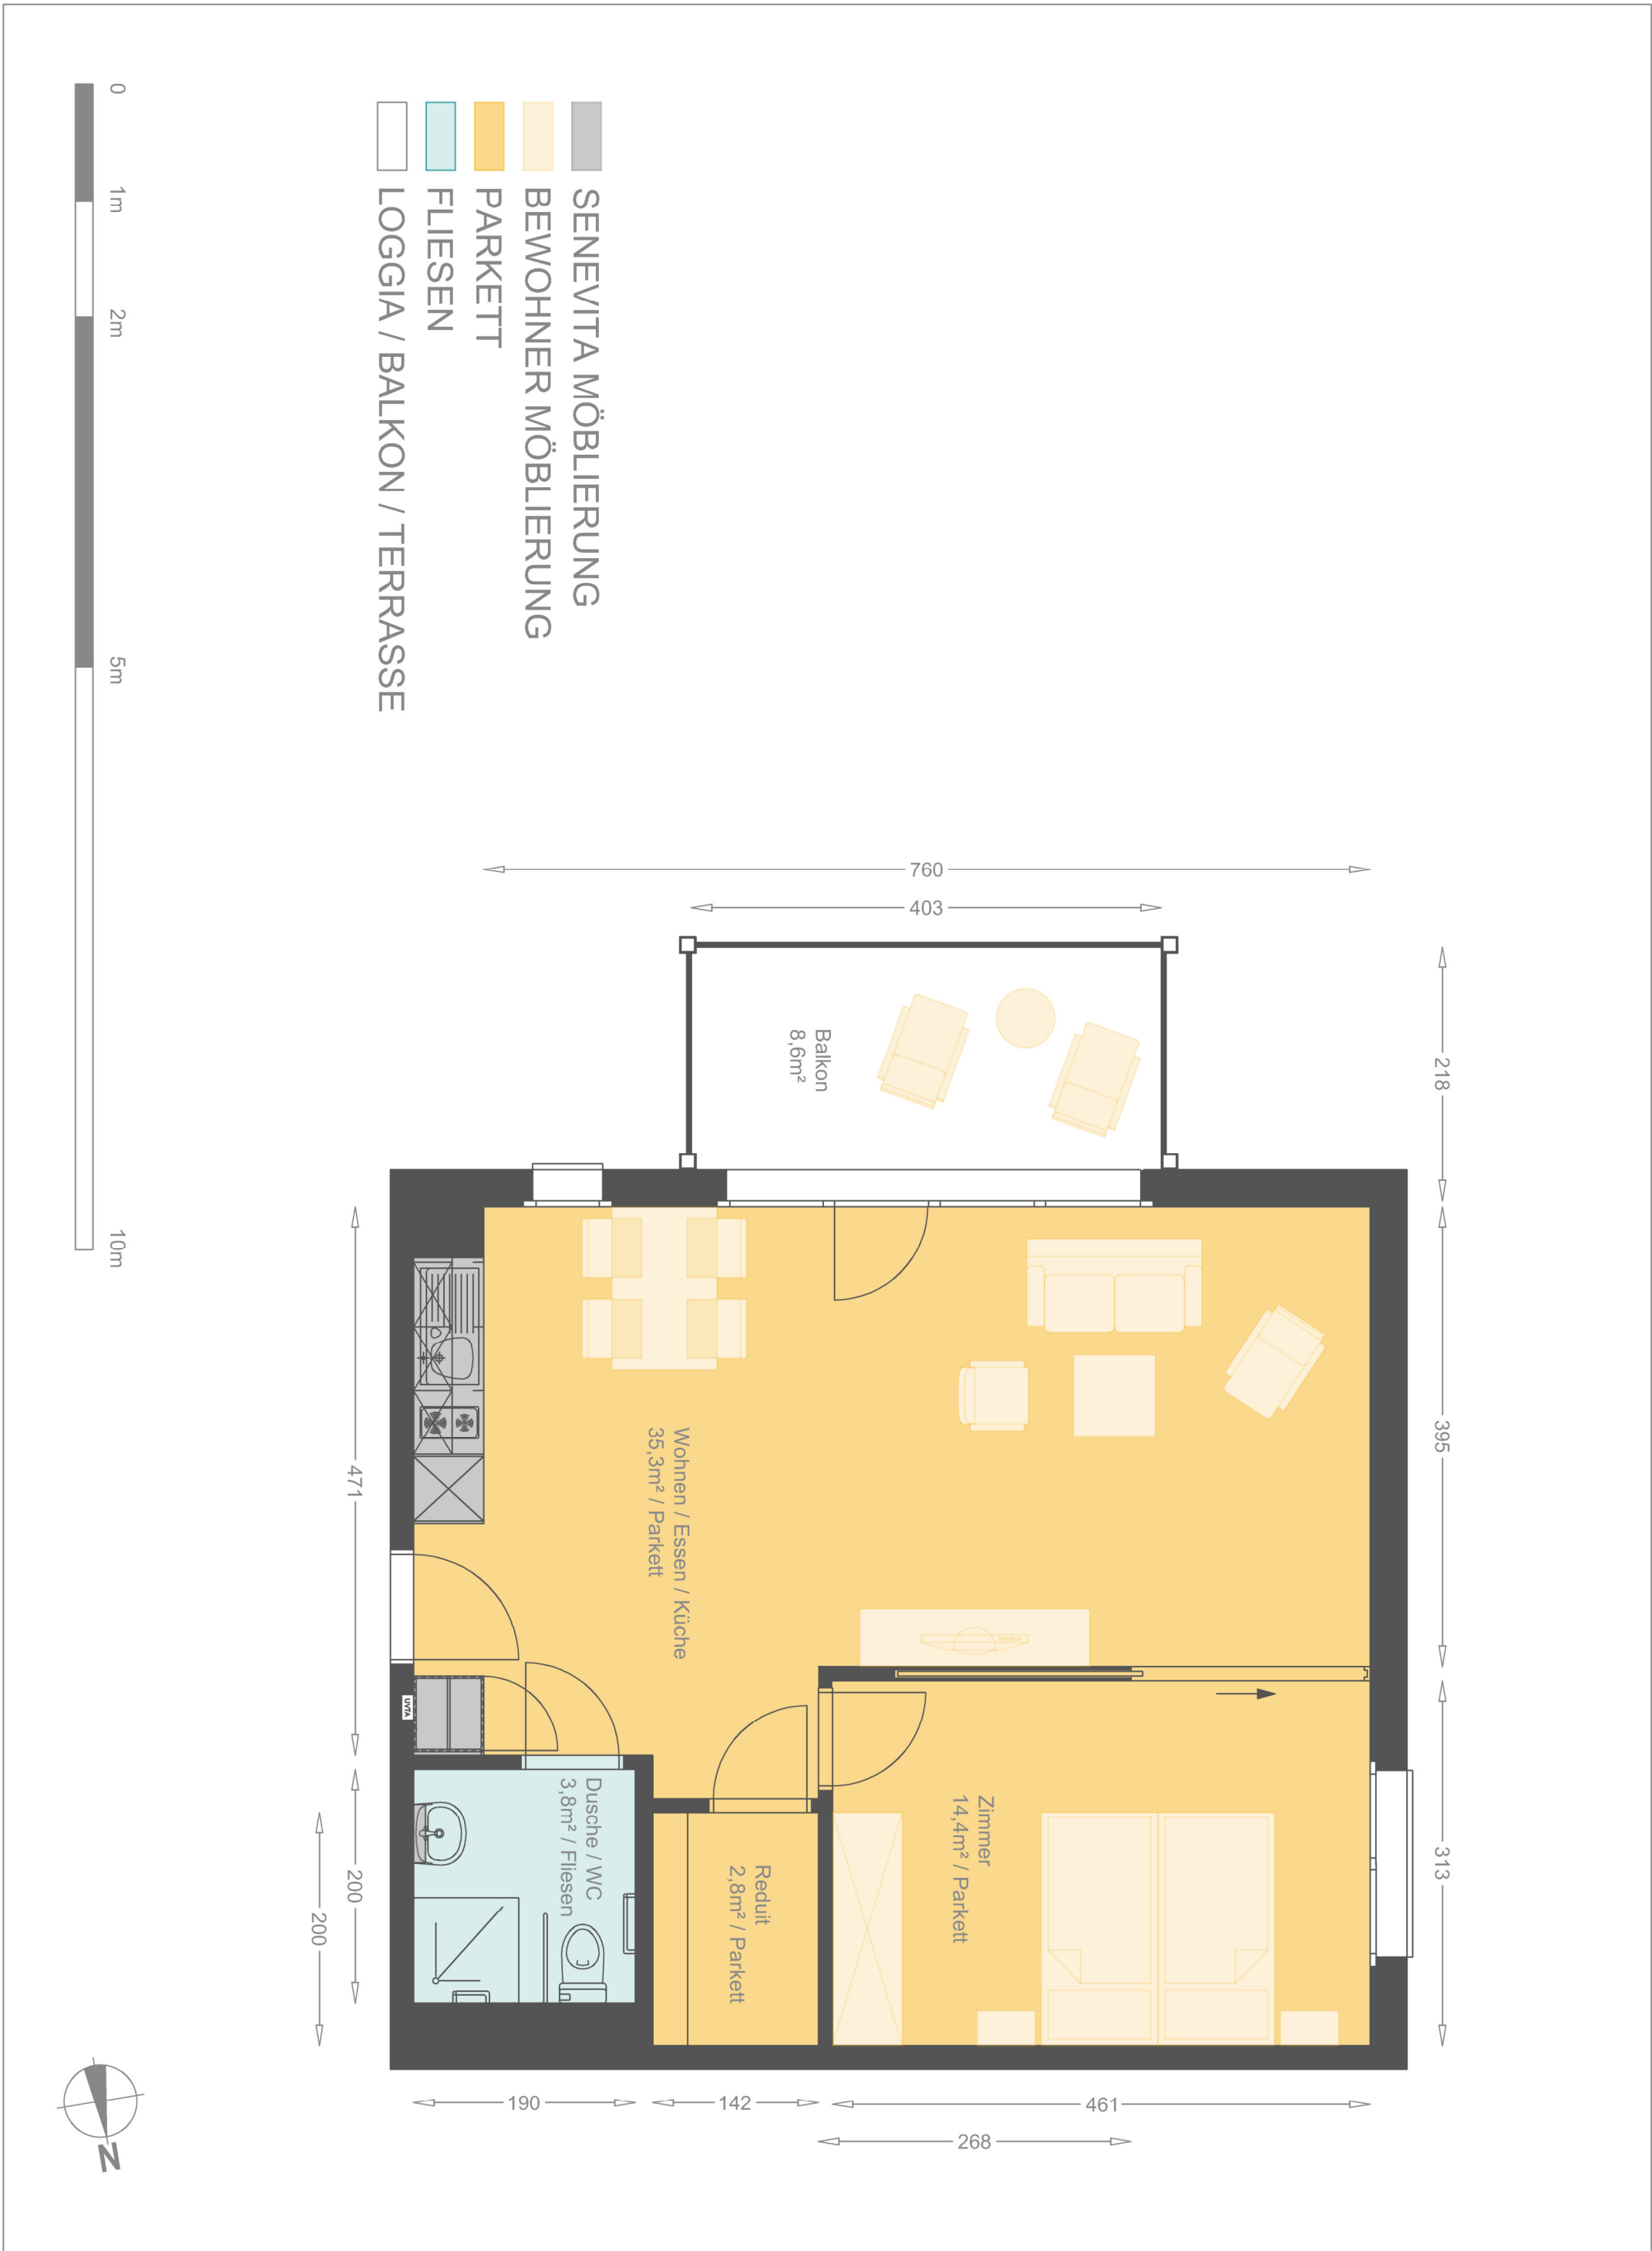 SENEVITA MÖBLIERUNG
BEWOHNER MÖBLIERUNG
PARKETT
FLIESEN
LOGGIA / BALKON / TERRASSE
0
1m
2m
5m
10m
760
403
218
395
313
Balkon
8,6m²
Wohnen / Essen / Küche
35,3m² / Parkett
Zimmer
14,4m² / Parkett
Reduit
2,8m² / Parkett
Dusche / WC
3,8m² / Fliesen
UVTA
471
200
200
190
142
461
268
N